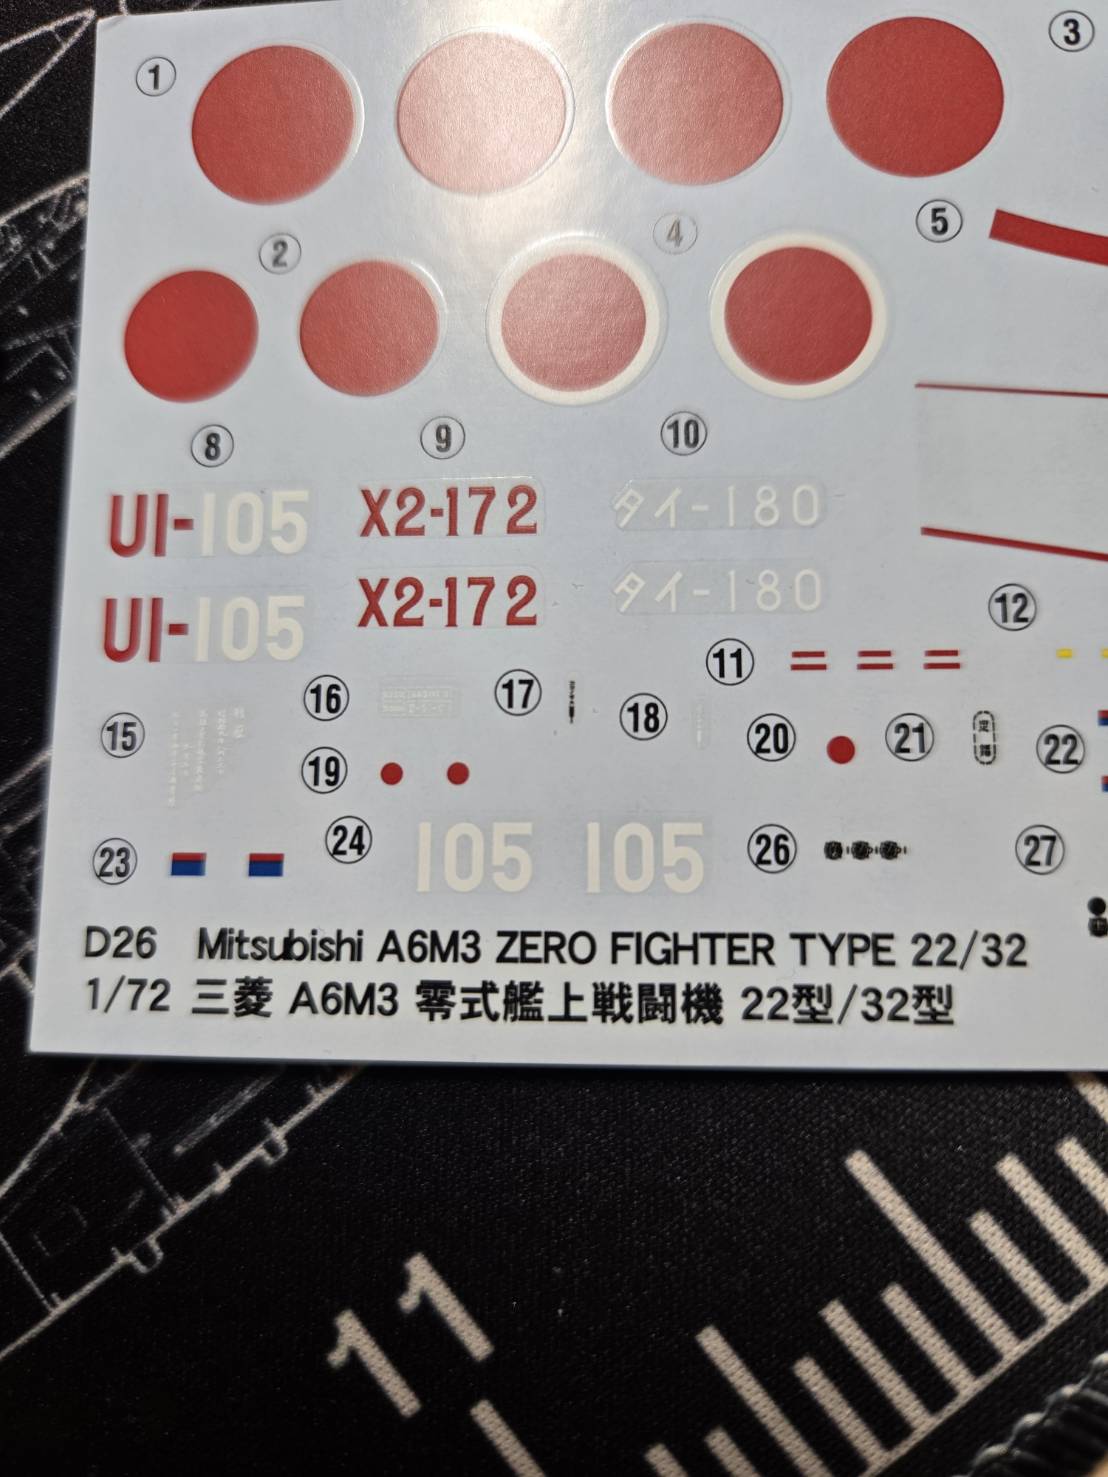 ① ③
② ④ ⑤
⑧ ⑨ ⑩
UI-105 X2-172 タイ-180
UI-105 X2-172 タイ-180
⑪ ⑫
⑮ ⑯ ⑰ ⑱ ⑲ ⑳ ㉑ 足踏 ㉒
㉓ ㉔ 105 105 ㉖ ㉗
D26 Mitsubishi A6M3 ZERO FIGHTER TYPE 22/32
1/72 三菱 A6M3 零式艦上戦闘機 22型/32型
11